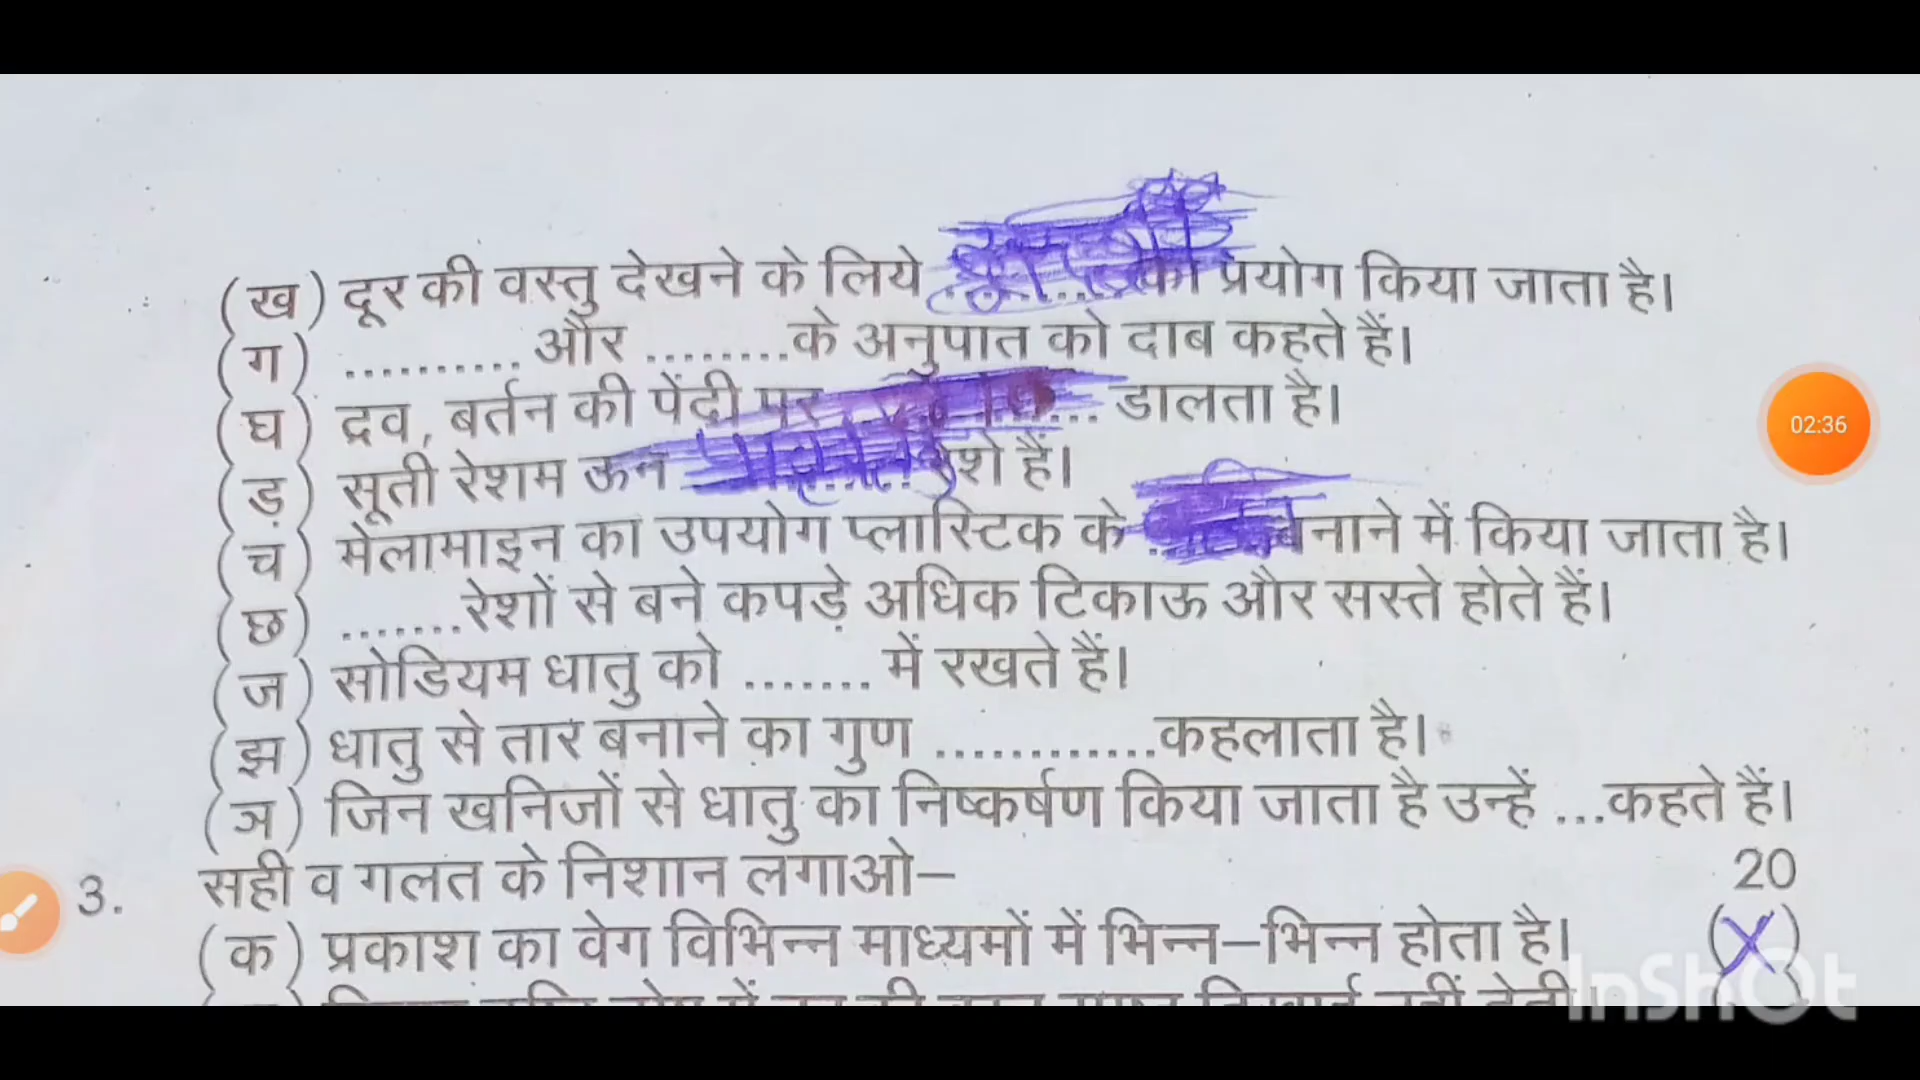 (ख) दूर की वस्तु देखने के लिये ........का प्रयोग किया जाता है।
(ग) .......... और ........के अनुपात को दाब कहते हैं।
(घ) द्रव, बर्तन की पेंदी पर ..... डालता है।
(ड़) सूती रेशम ऊन ....... रेशे हैं।
(च) मेलामाइन का उपयोग प्लास्टिक के ....बनाने में किया जाता है।
(छ) .......रेशों से बने कपड़े अधिक टिकाऊ और सस्ते होते हैं।
(ज) सोडियम धातु को ....... में रखते हैं।
(झ) धातु से तार बनाने का गुण ............कहलाता है।
(ञ) जिन खनिजों से धातु का निष्कर्षण किया जाता है उन्हें ...कहते हैं।
3. सही व गलत के निशान लगाओ– 20
(क) प्रकाश का वेग विभिन्न माध्यमों में भिन्न–भिन्न होता है। (X)
02:36
InShOt